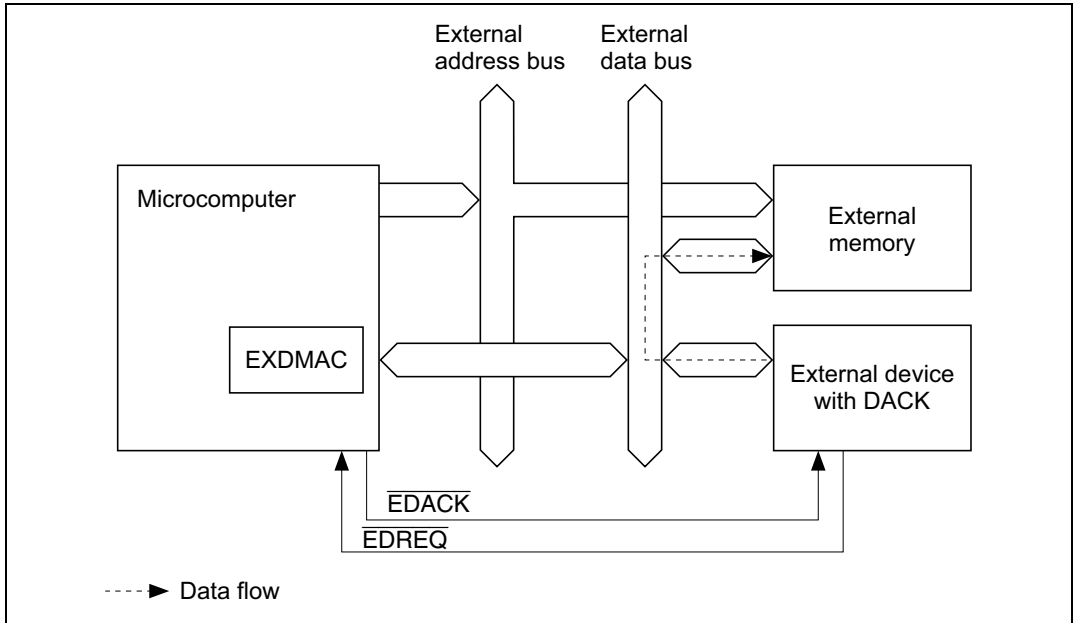 External
address bus
External
data bus
Microcomputer
External
memory
EXDMAC
External device
with DACK
EDACK
EDREQ
Data flow